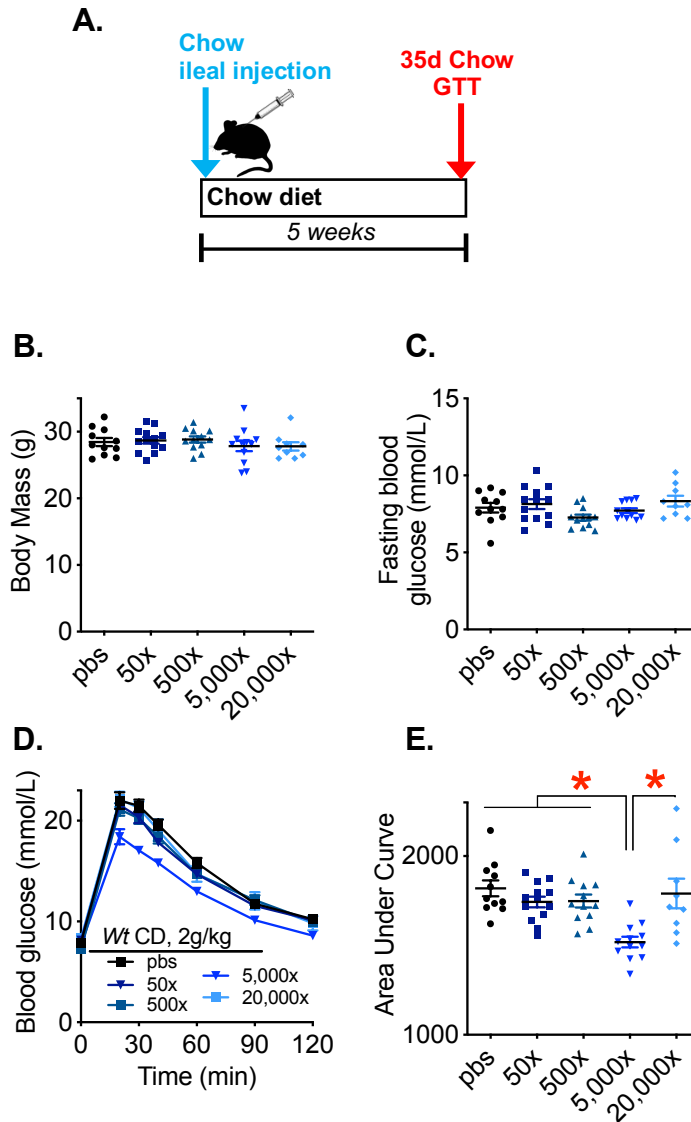 A.
Chow
ileal injection
35d Chow
GTT
Chow diet
5 weeks
B.
Body Mass (g)
30
20
10
0
pbs
50x
500x
5,000x
20,000x
C.
Fasting blood
glucose (mmol/L)
15
10
5
0
pbs
50x
500x
5,000x
20,000x
D.
Blood glucose (mmol/L)
20
10
0
Wt CD, 2g/kg
pbs
50x
500x
5,000x
20,000x
0 30 60 90 120
Time (min)
E.
Area Under Curve
* *
2000
1000
pbs
50x
500x
5,000x
20,000x